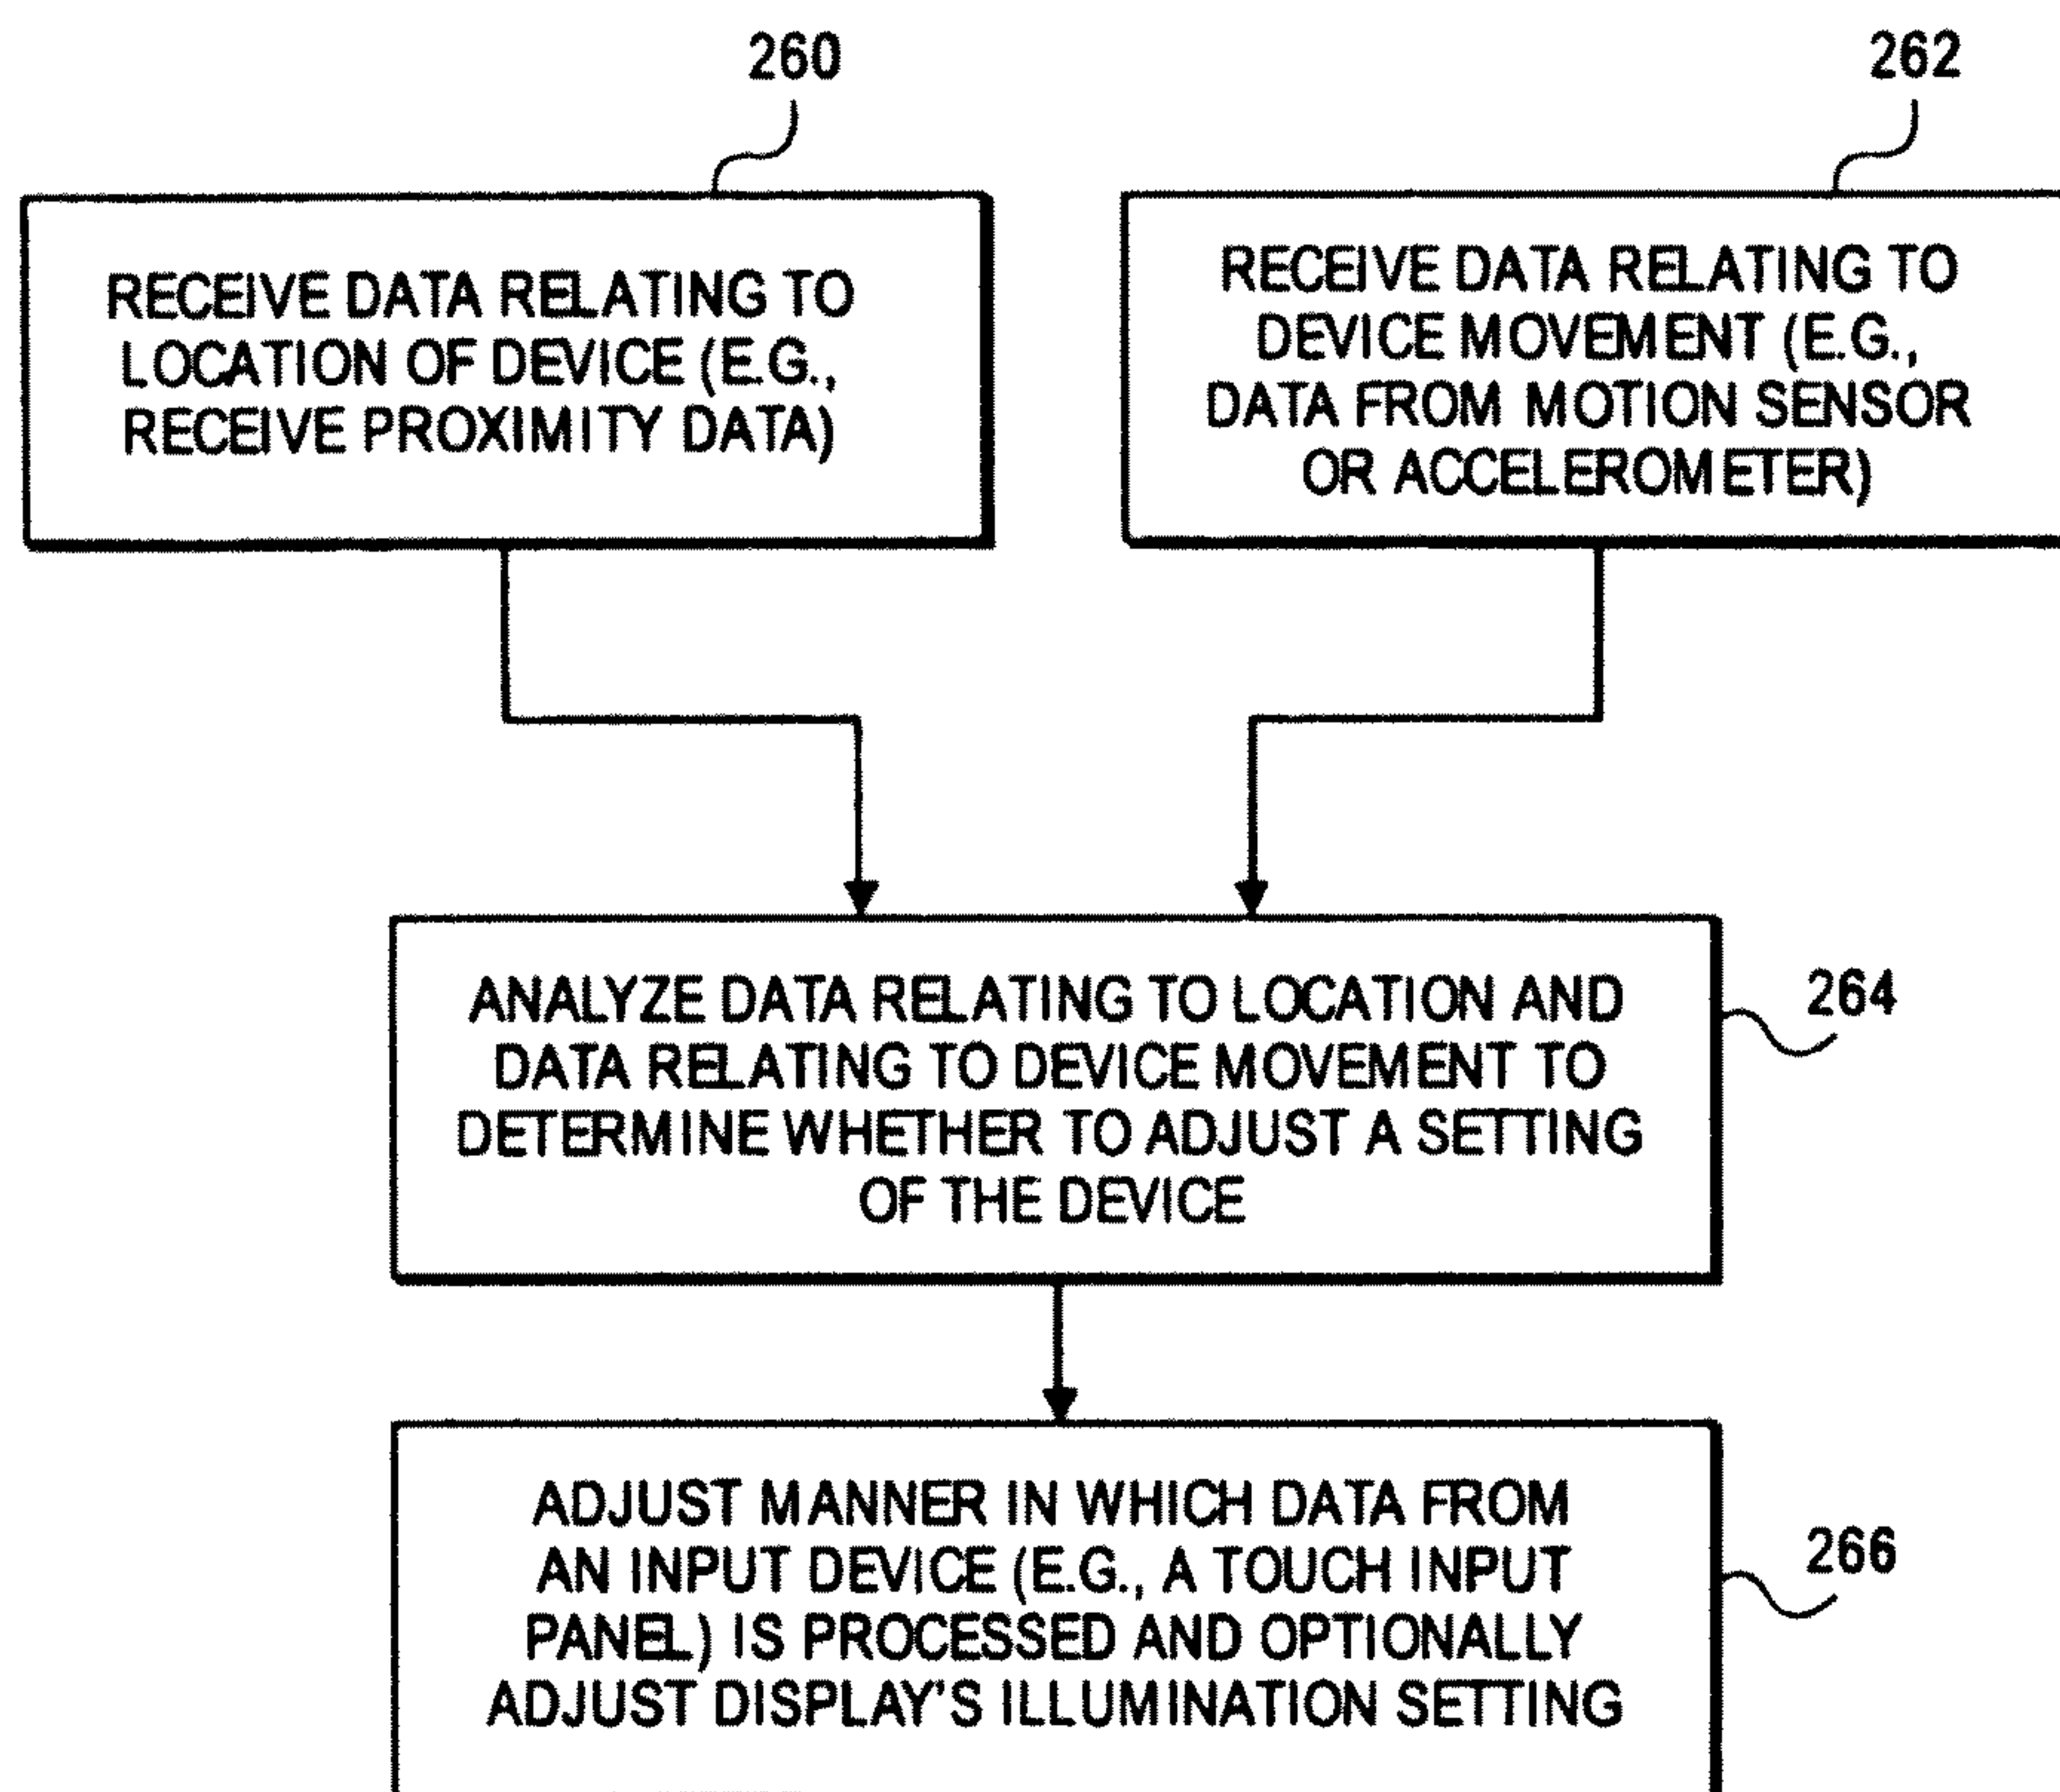 260
262
RECEIVE DATA RELATING TO
LOCATION OF DEVICE (E.G.,
RECEIVE PROXIMITY DATA)
RECEIVE DATA RELATING TO
DEVICE MOVEMENT (E.G.,
DATA FROM MOTION SENSOR
OR ACCELEROMETER)
ANALYZE DATA RELATING TO LOCATION AND
DATA RELATING TO DEVICE MOVEMENT TO
DETERMINE WHETHER TO ADJUST A SETTING
OF THE DEVICE
264
ADJUST MANNER IN WHICH DATA FROM
AN INPUT DEVICE (E.G., A TOUCH INPUT
PANEL) IS PROCESSED AND OPTIONALLY
ADJUST DISPLAY'S ILLUMINATION SETTING
266